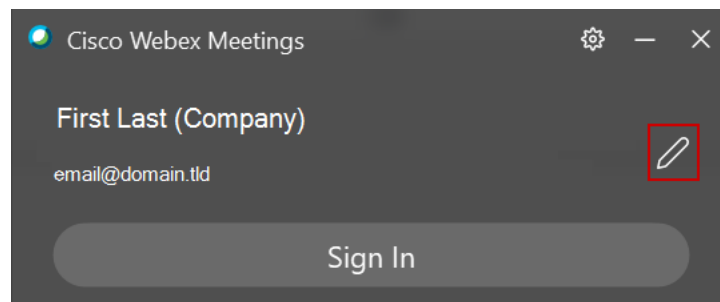 Cisco Webex Meetings
First Last (Company)
email@domain.tld
Sign In